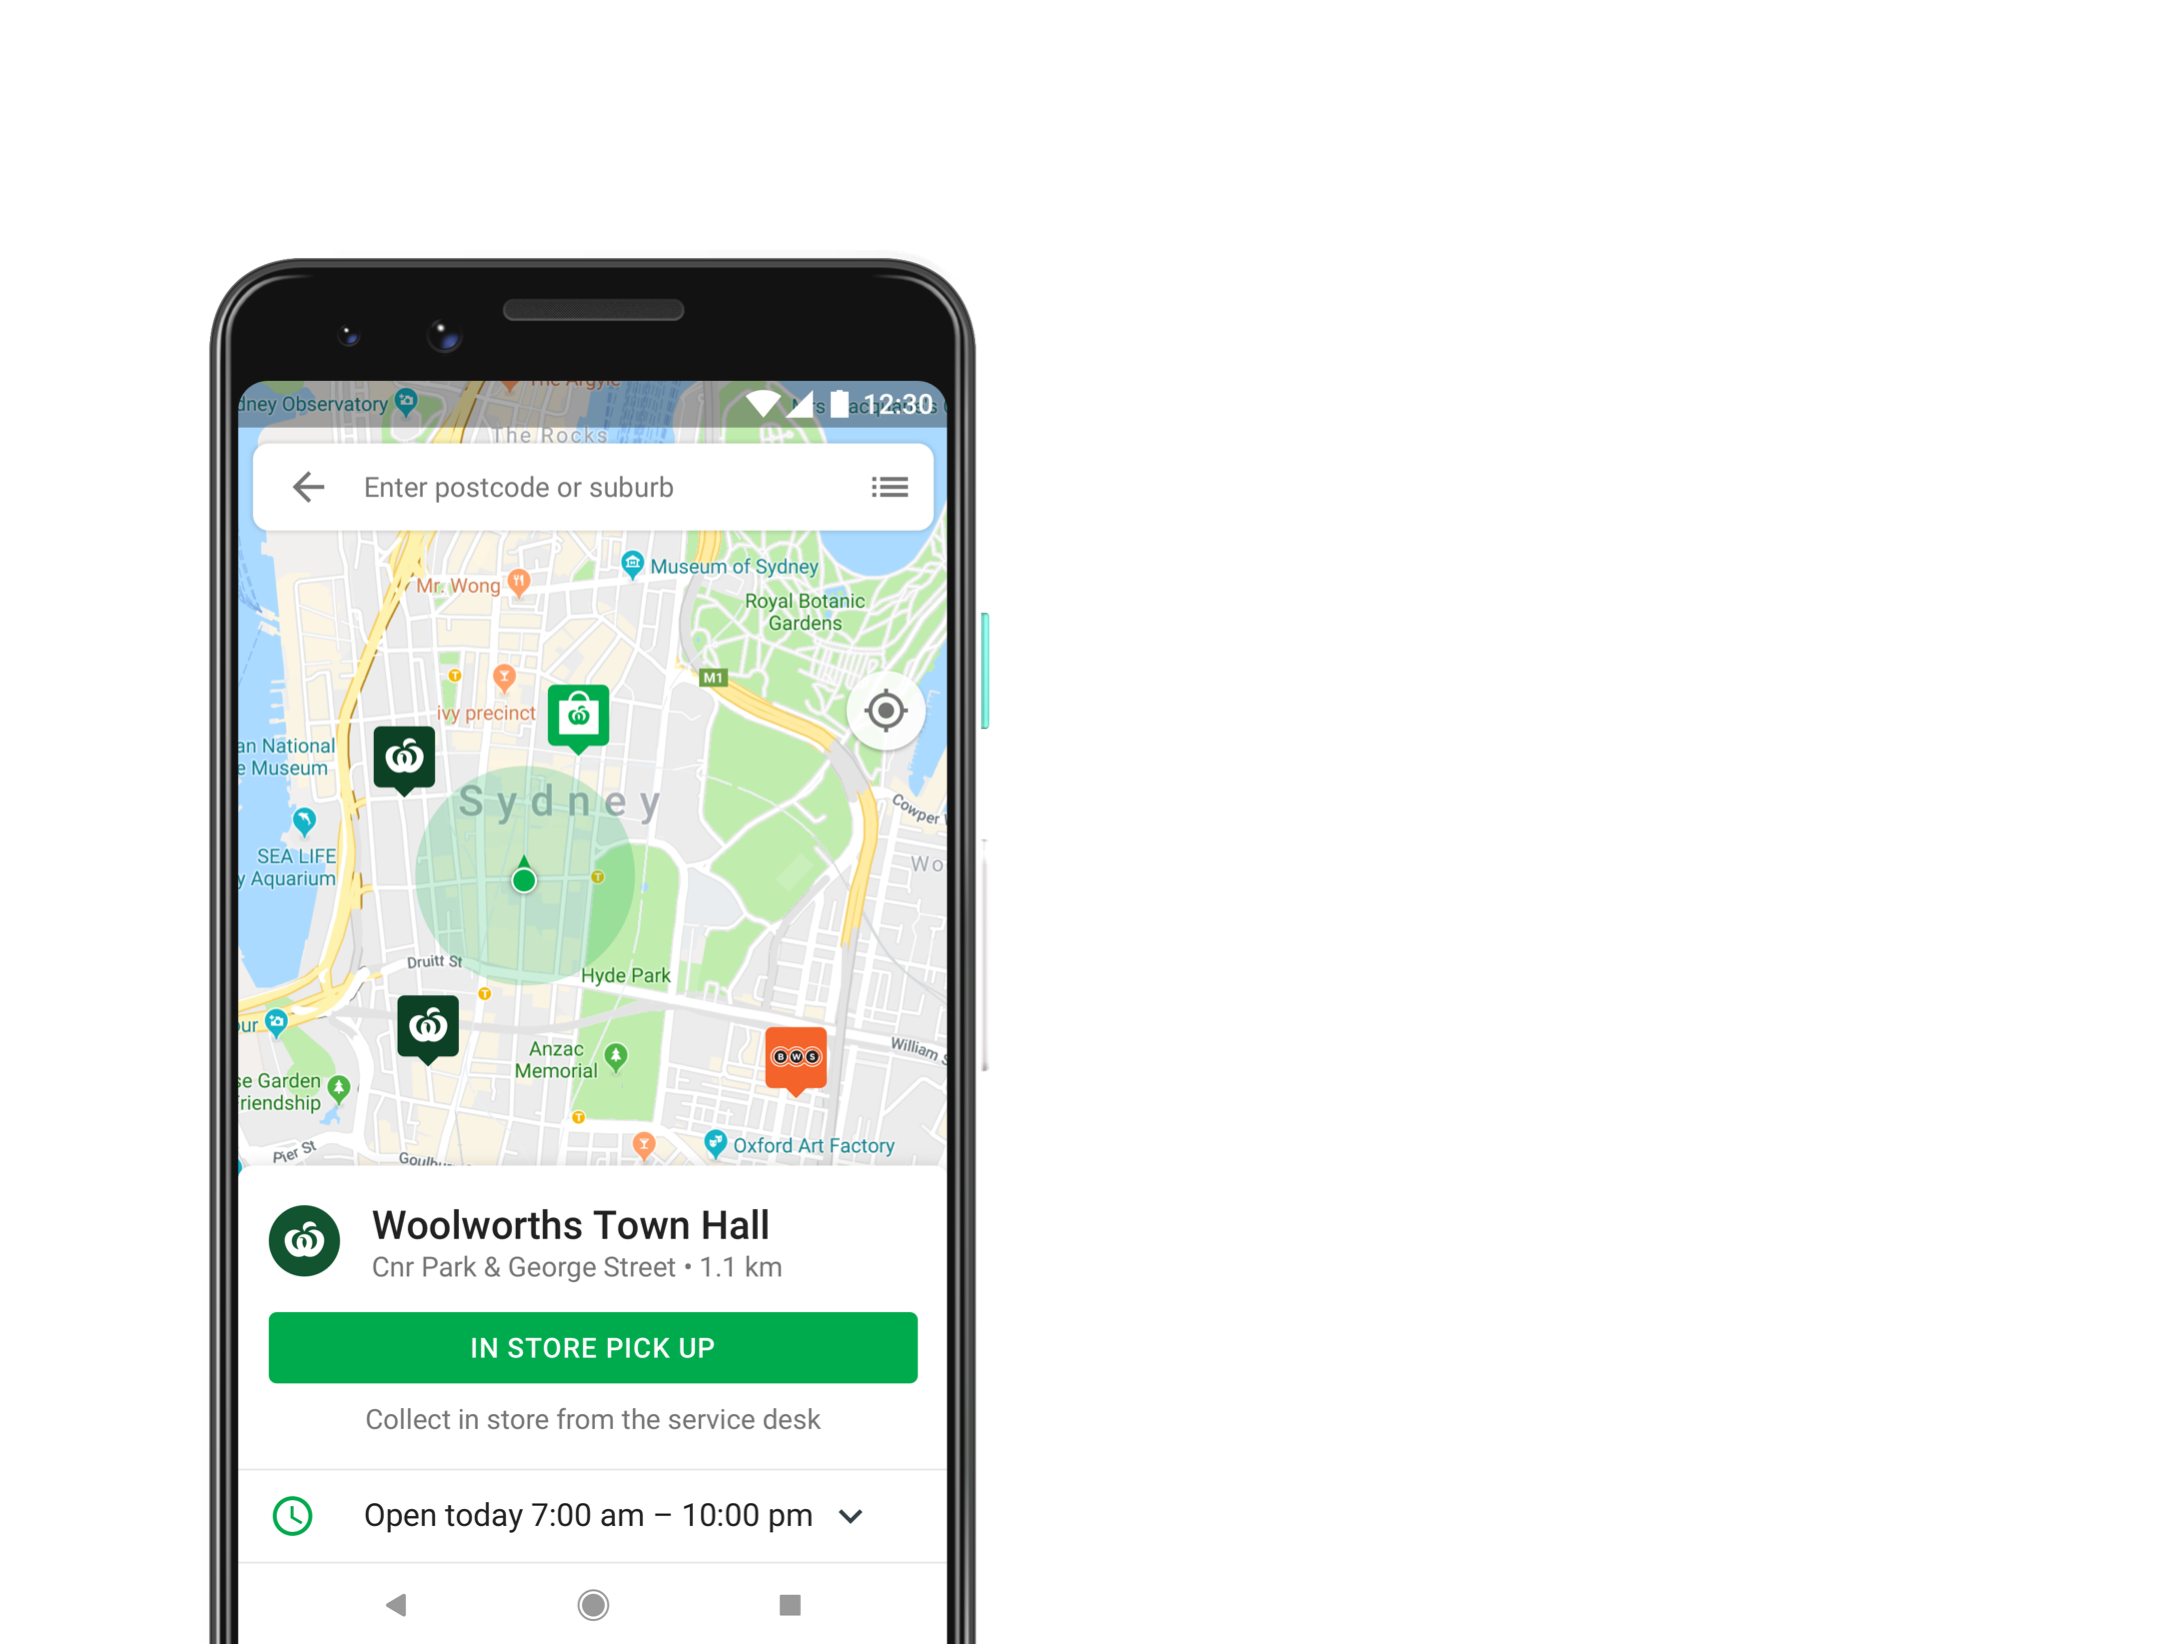 The Argyle
dney Observatory
12:30
The Rocks
Enter postcode or suburb
Museum of Sydney
Mr. Wong
Royal Botanic
Gardens
M1
ivy precinct
an National
e Museum
Sydney
Cowper
SEA LIFE
y Aquarium
Wo
T
Druitt St
Hyde Park
our
BWS
William S
Anzac
Memorial
se Garden
riendship
Oxford Art Factory
Pier St
Goulbu
Woolworths Town Hall
Cnr Park & George Street • 1.1 km
IN STORE PICK UP
Collect in store from the service desk
Open today 7:00 am – 10:00 pm